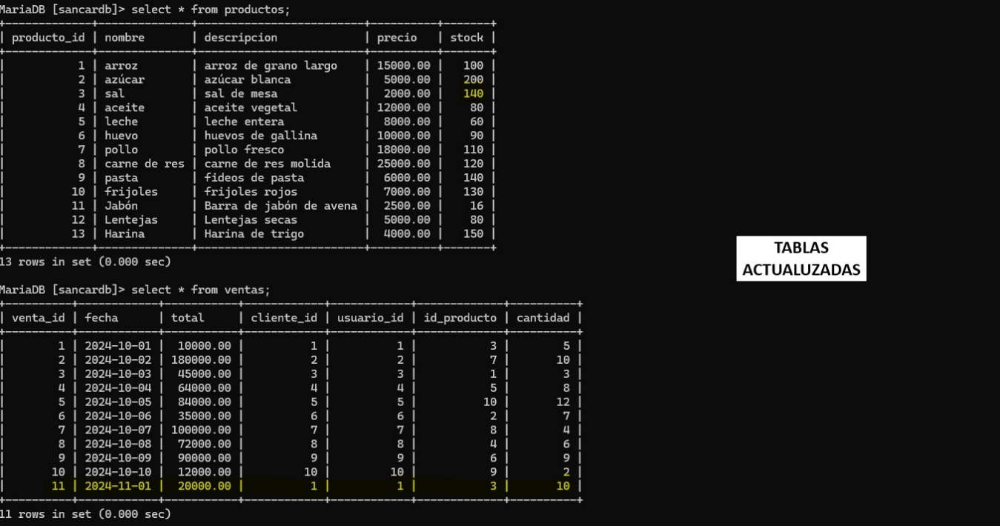 MariaDB [sancardb]> select * from productos;
+-------------+--------------+-------------------------+----------+-------+
| producto_id | nombre       | descripcion             | precio   | stock |
+-------------+--------------+-------------------------+----------+-------+
|           1 | arroz        | arroz de grano largo    | 15000.00 |   100 |
|           2 | azúcar       | azúcar blanca           |  5000.00 |   200 |
|           3 | sal          | sal de mesa             |  2000.00 |   140 |
|           4 | aceite       | aceite vegetal          | 12000.00 |    80 |
|           5 | leche        | leche entera            |  8000.00 |    60 |
|           6 | huevo        | huevos de gallina       | 10000.00 |    90 |
|           7 | pollo        | pollo fresco            | 18000.00 |   110 |
|           8 | carne de res | carne de res molida     | 25000.00 |   120 |
|           9 | pasta        | fideos de pasta         |  6000.00 |   140 |
|          10 | frijoles     | frijoles rojos          |  7000.00 |   130 |
|          11 | Jabón        | Barra de jabón de avena |  2500.00 |    16 |
|          12 | Lentejas     | Lentejas secas          |  5000.00 |    80 |
|          13 | Harina       | Harina de trigo         |  4000.00 |   150 |
+-------------+--------------+-------------------------+----------+-------+
13 rows in set (0.000 sec)
TABLAS
ACTUALUZADAS
MariaDB [sancardb]> select * from ventas;
+----------+------------+-----------+------------+------------+-------------+----------+
| venta_id | fecha      | total     | cliente_id | usuario_id | id_producto | cantidad |
+----------+------------+-----------+------------+------------+-------------+----------+
|        1 | 2024-10-01 |  10000.00 |          1 |          1 |           3 |        5 |
|        2 | 2024-10-02 | 180000.00 |          2 |          2 |           7 |       10 |
|        3 | 2024-10-03 |  45000.00 |          3 |          3 |           1 |        3 |
|        4 | 2024-10-04 |  64000.00 |          4 |          4 |           5 |        8 |
|        5 | 2024-10-05 |  84000.00 |          5 |          5 |          10 |       12 |
|        6 | 2024-10-06 |  35000.00 |          6 |          6 |           2 |        7 |
|        7 | 2024-10-07 | 100000.00 |          7 |          7 |           8 |        4 |
|        8 | 2024-10-08 |  72000.00 |          8 |          8 |           4 |        6 |
|        9 | 2024-10-09 |  90000.00 |          9 |          9 |           6 |        9 |
|       10 | 2024-10-10 |  12000.00 |         10 |         10 |           9 |        2 |
|       11 | 2024-11-01 |  20000.00 |          1 |          1 |           3 |       10 |
+----------+------------+-----------+------------+------------+-------------+----------+
11 rows in set (0.000 sec)